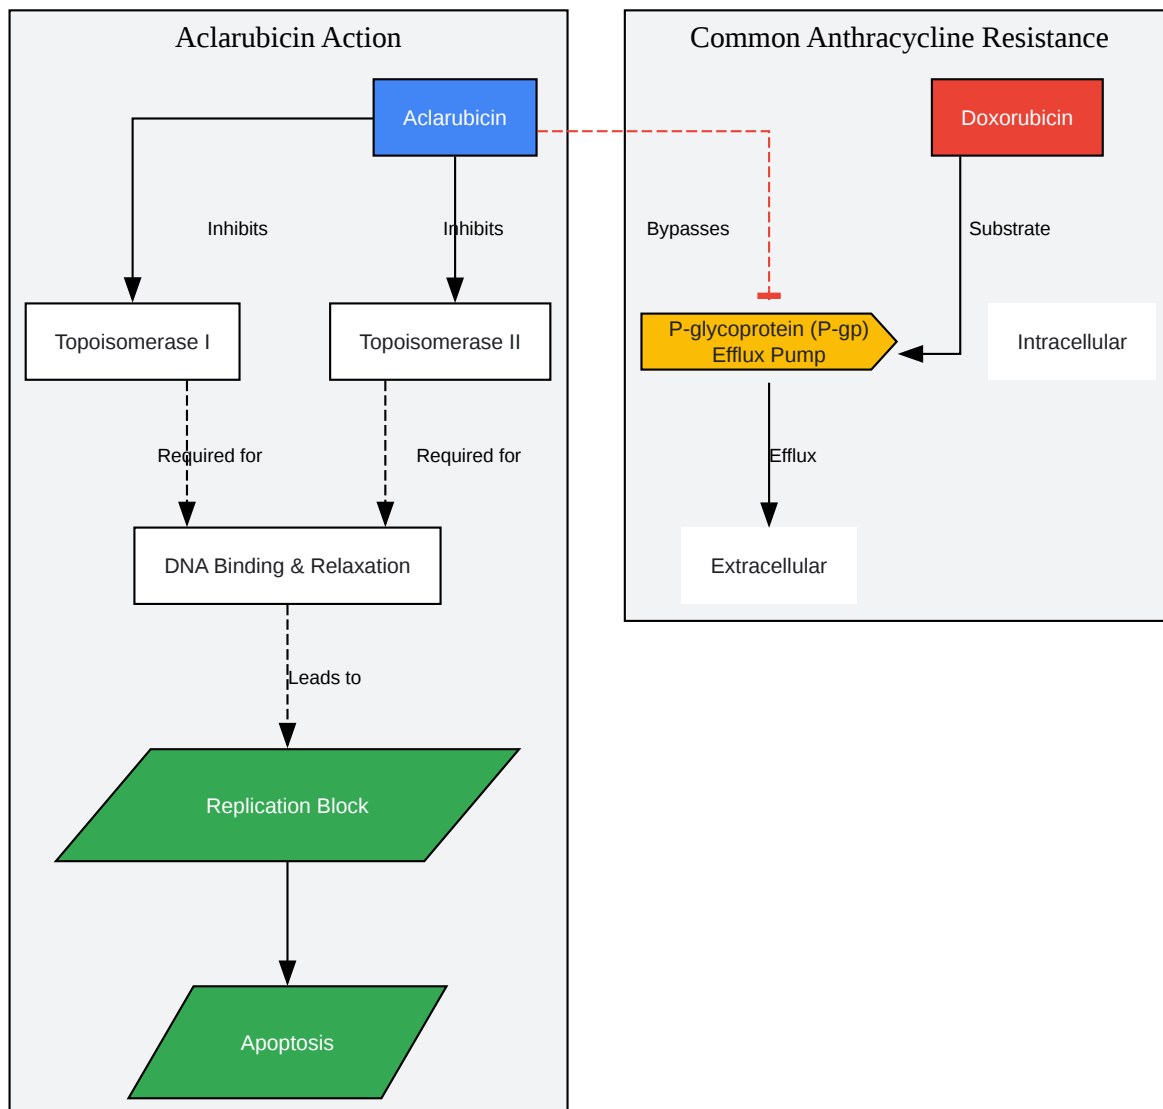 Aclarubicin Action
Aclarubicin
Inhibits
Inhibits
Topoisomerase I
Topoisomerase II
Required for
Required for
DNA Binding & Relaxation
Leads to
Replication Block
Apoptosis
Common Anthracycline Resistance
Doxorubicin
Bypasses
Substrate
P-glycoprotein (P-gp)
Efflux Pump
Intracellular
Efflux
Extracellular